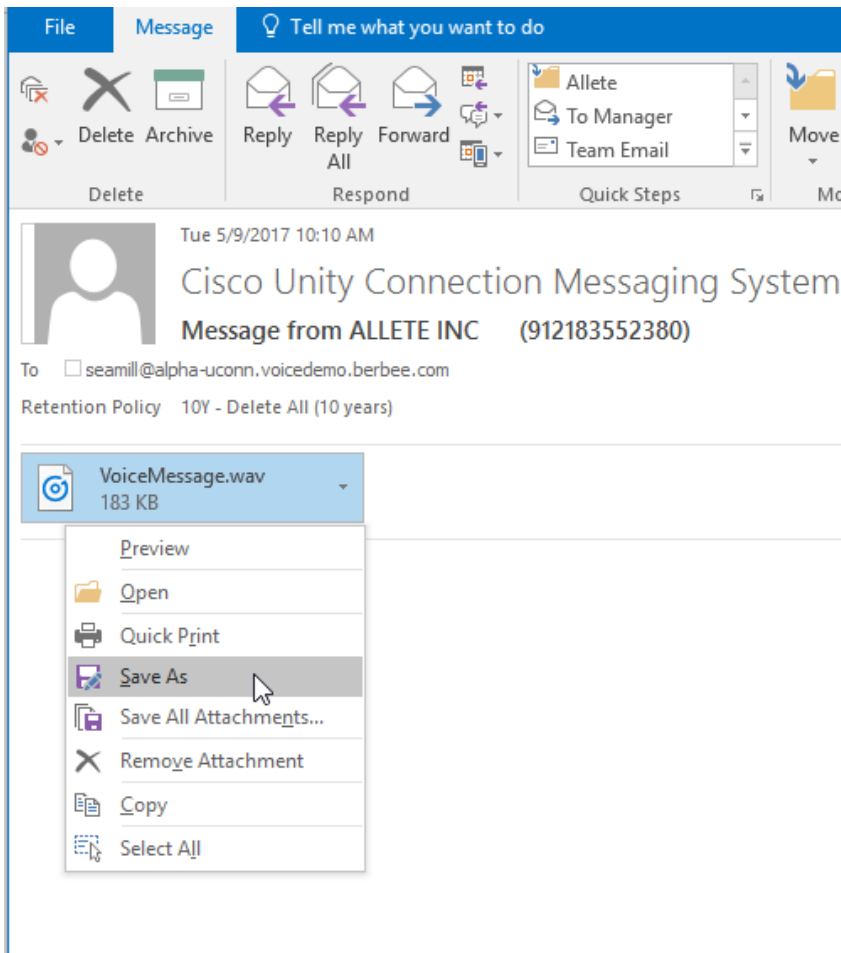 File Message Tell me what you want to do
Delete Archive Reply Reply All Forward
Allete
To Manager
Team Email
Move
Delete Respond Quick Steps Mo
Tue 5/9/2017 10:10 AM
Cisco Unity Connection Messaging System
Message from ALLETE INC (912183552380)
To seamill@alpha-uconn.voicedemo.berbee.com
Retention Policy 10Y - Delete All (10 years)
VoiceMessage.wav
183 KB
Preview
Open
Quick Print
Save As
Save All Attachments...
Remove Attachment
Copy
Select All